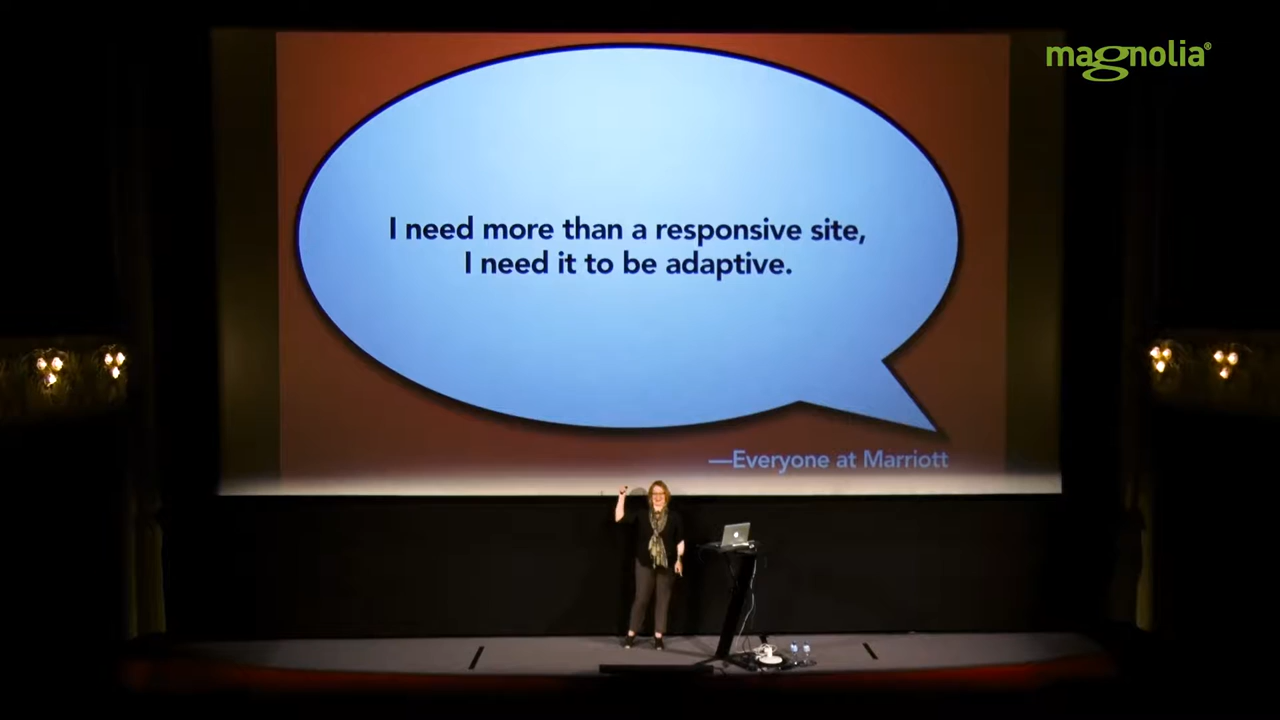 magnolia®
I need more than a responsive site,
I need it to be adaptive.
—Everyone at Marriott